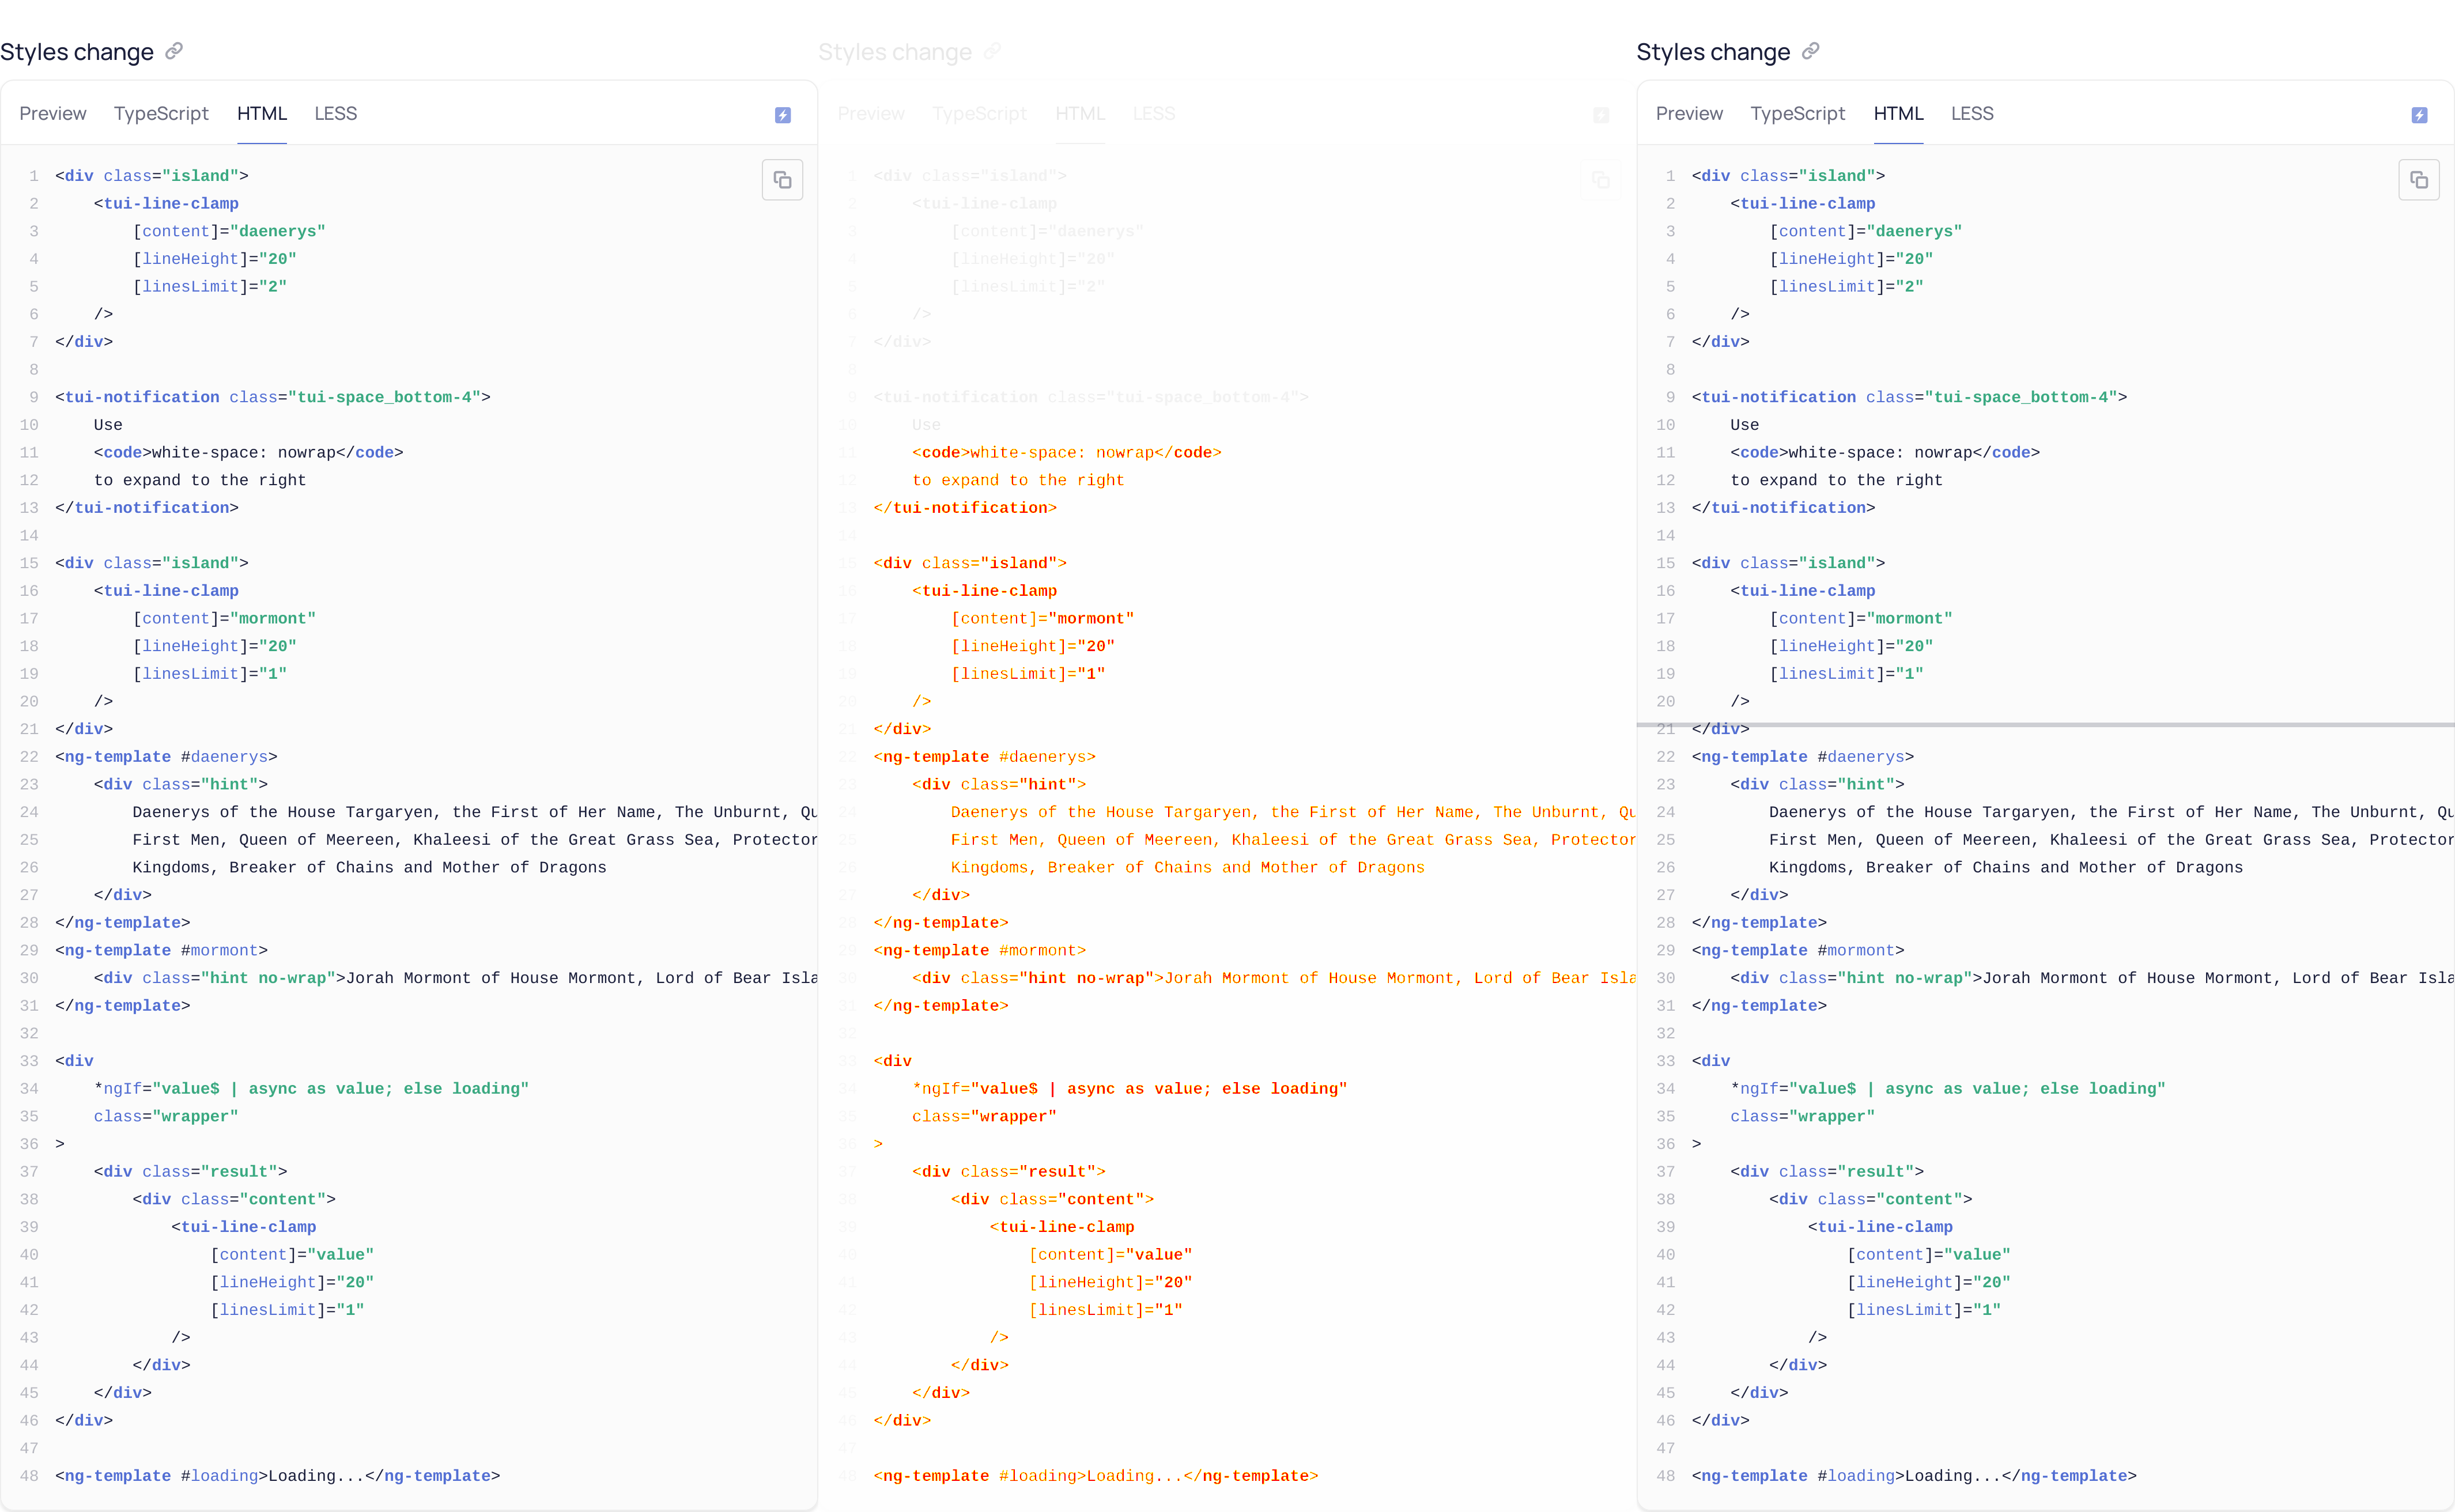 Styles change
Preview TypeScript HTML LESS
1 <div class="island">
2 <tui-line-clamp
3 [content]="daenerys"
4 [lineHeight]="20"
5 [linesLimit]="2"
6 />
7 </div>
8
9 <tui-notification class="tui-space_bottom-4">
10 Use
11 <code>white-space: nowrap</code>
12 to expand to the right
13 </tui-notification>
14
15 <div class="island">
16 <tui-line-clamp
17 [content]="mormont"
18 [lineHeight]="20"
19 [linesLimit]="1"
20 />
21 </div>
22 <ng-template #daenerys>
23 <div class="hint">
24 Daenerys of the House Targaryen, the First of Her Name, The Unburnt, Qu
25 First Men, Queen of Meereen, Khaleesi of the Great Grass Sea, Protector
26 Kingdoms, Breaker of Chains and Mother of Dragons
27 </div>
28 </ng-template>
29 <ng-template #mormont>
30 <div class="hint no-wrap">Jorah Mormont of House Mormont, Lord of Bear Isla
31 </ng-template>
32
33 <div
34 *ngIf="value$ | async as value; else loading"
35 class="wrapper"
36 >
37 <div class="result">
38 <div class="content">
39 <tui-line-clamp
40 [content]="value"
41 [lineHeight]="20"
42 [linesLimit]="1"
43 />
44 </div>
45 </div>
46 </div>
47
48 <ng-template #loading>Loading...</ng-template>
Styles change
Preview TypeScript HTML LESS
1 <div class="island">
2 <tui-line-clamp
3 [content]="daenerys"
4 [lineHeight]="20"
5 [linesLimit]="2"
6 />
7 </div>
8
9 <tui-notification class="tui-space_bottom-4">
10 Use
11 <code>white-space: nowrap</code>
12 to expand to the right
13 </tui-notification>
14
15 <div class="island">
16 <tui-line-clamp
17 [content]="mormont"
18 [lineHeight]="20"
19 [linesLimit]="1"
20 />
21 </div>
22 <ng-template #daenerys>
23 <div class="hint">
24 Daenerys of the House Targaryen, the First of Her Name, The Unburnt, Qu
25 First Men, Queen of Meereen, Khaleesi of the Great Grass Sea, Protector
26 Kingdoms, Breaker of Chains and Mother of Dragons
27 </div>
28 </ng-template>
29 <ng-template #mormont>
30 <div class="hint no-wrap">Jorah Mormont of House Mormont, Lord of Bear Isla
31 </ng-template>
32
33 <div
34 *ngIf="value$ | async as value; else loading"
35 class="wrapper"
36 >
37 <div class="result">
38 <div class="content">
39 <tui-line-clamp
40 [content]="value"
41 [lineHeight]="20"
42 [linesLimit]="1"
43 />
44 </div>
45 </div>
46 </div>
47
48 <ng-template #loading>Loading...</ng-template>
Styles change
Preview TypeScript HTML LESS
1 <div class="island">
2 <tui-line-clamp
3 [content]="daenerys"
4 [lineHeight]="20"
5 [linesLimit]="2"
6 />
7 </div>
8
9 <tui-notification class="tui-space_bottom-4">
10 Use
11 <code>white-space: nowrap</code>
12 to expand to the right
13 </tui-notification>
14
15 <div class="island">
16 <tui-line-clamp
17 [content]="mormont"
18 [lineHeight]="20"
19 [linesLimit]="1"
20 />
21 </div>
22 <ng-template #daenerys>
23 <div class="hint">
24 Daenerys of the House Targaryen, the First of Her Name, The Unburnt, Qu
25 First Men, Queen of Meereen, Khaleesi of the Great Grass Sea, Protector
26 Kingdoms, Breaker of Chains and Mother of Dragons
27 </div>
28 </ng-template>
29 <ng-template #mormont>
30 <div class="hint no-wrap">Jorah Mormont of House Mormont, Lord of Bear Isla
31 </ng-template>
32
33 <div
34 *ngIf="value$ | async as value; else loading"
35 class="wrapper"
36 >
37 <div class="result">
38 <div class="content">
39 <tui-line-clamp
40 [content]="value"
41 [lineHeight]="20"
42 [linesLimit]="1"
43 />
44 </div>
45 </div>
46 </div>
47
48 <ng-template #loading>Loading...</ng-template>